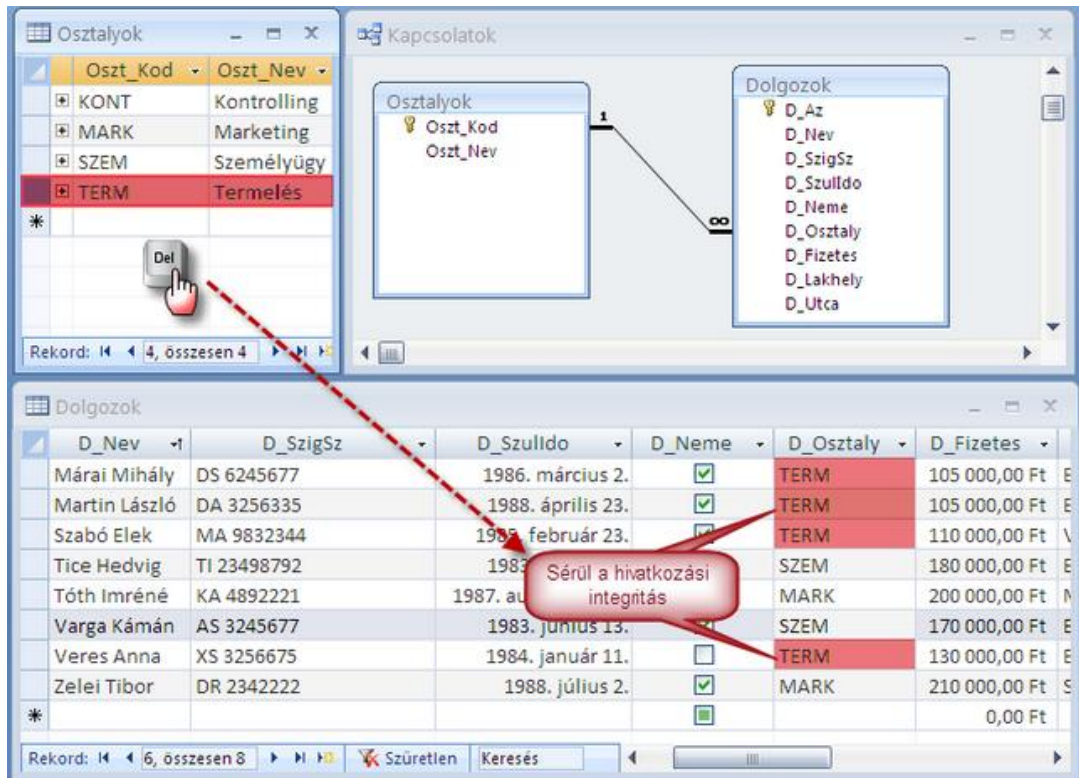 Osztalyok
Oszt_Kod Oszt_Nev
KONT Kontrolling
MARK Marketing
SZEM Személyügy
TERM Termelés
Del
Rekord: 4, összesen 4
Kapcsolatok
Osztalyok
Oszt_Kod
Oszt_Nev
1
∞
Dolgozok
D_Az
D_Nev
D_SzigSz
D_SzulIdo
D_Neme
D_Osztaly
D_Fizetes
D_Lakhely
D_Utca
Dolgozok
D_Nev D_SzigSz D_SzulIdo D_Neme D_Osztaly D_Fizetes
Márai Mihály DS 6245677 1986. március 2. TERM 105 000,00 Ft E
Martin László DA 3256335 1988. április 23. TERM 105 000,00 Ft E
Szabó Elek MA 9832344 február 23. TERM 110 000,00 Ft V
Tice Hedvig TI 23498792 1983 SZEM 180 000,00 Ft E
Tóth Imréné KA 4892221 1987. au MARK 200 000,00 Ft M
Varga Kámán AS 3245677 1983. június 13. SZEM 170 000,00 Ft E
Veres Anna XS 3256675 1984. január 11. TERM 130 000,00 Ft E
Zelei Tibor DR 2342222 1988. július 2. MARK 210 000,00 Ft S
0,00 Ft
Sérül a hivatkozási
integritás
Rekord: 6, összesen 8 Szűretlen Keresés